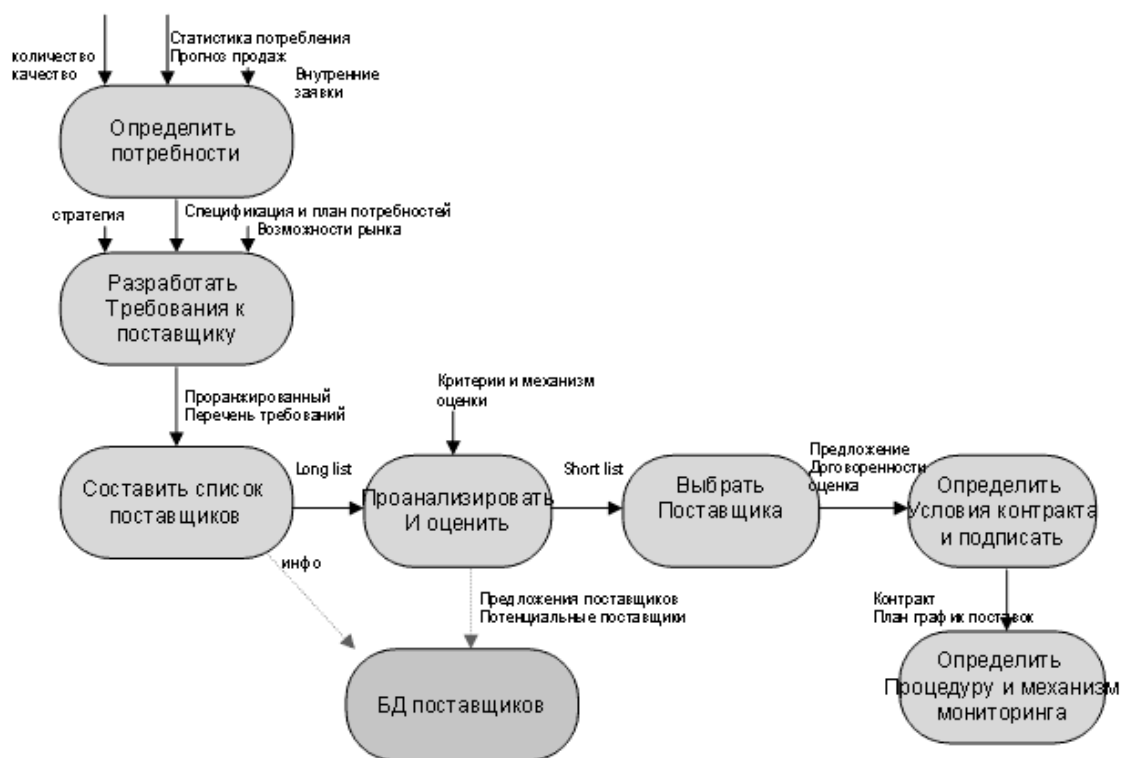 Статистика потребления
Прогноз продаж
количество
качество
Внутренние
заявки
Определить
потребности
стратегия
Спецификация и план потребностей
Возможности рынка
Разработать
Требования к
поставщику
Проранжированный
Перечень требований
Критерии и механизм
оценки
Составить список
поставщиков
Long list
Проанализировать
И оценить
Short list
Выбрать
Поставщика
Предложение
Договоренности
оценка
Определить
Условия контракта
и подписать
инфо
Предложения поставщиков
Потенциальные поставщики
Контракт
План график поставок
БД поставщиков
Определить
Процедуру и механизм
мониторинга